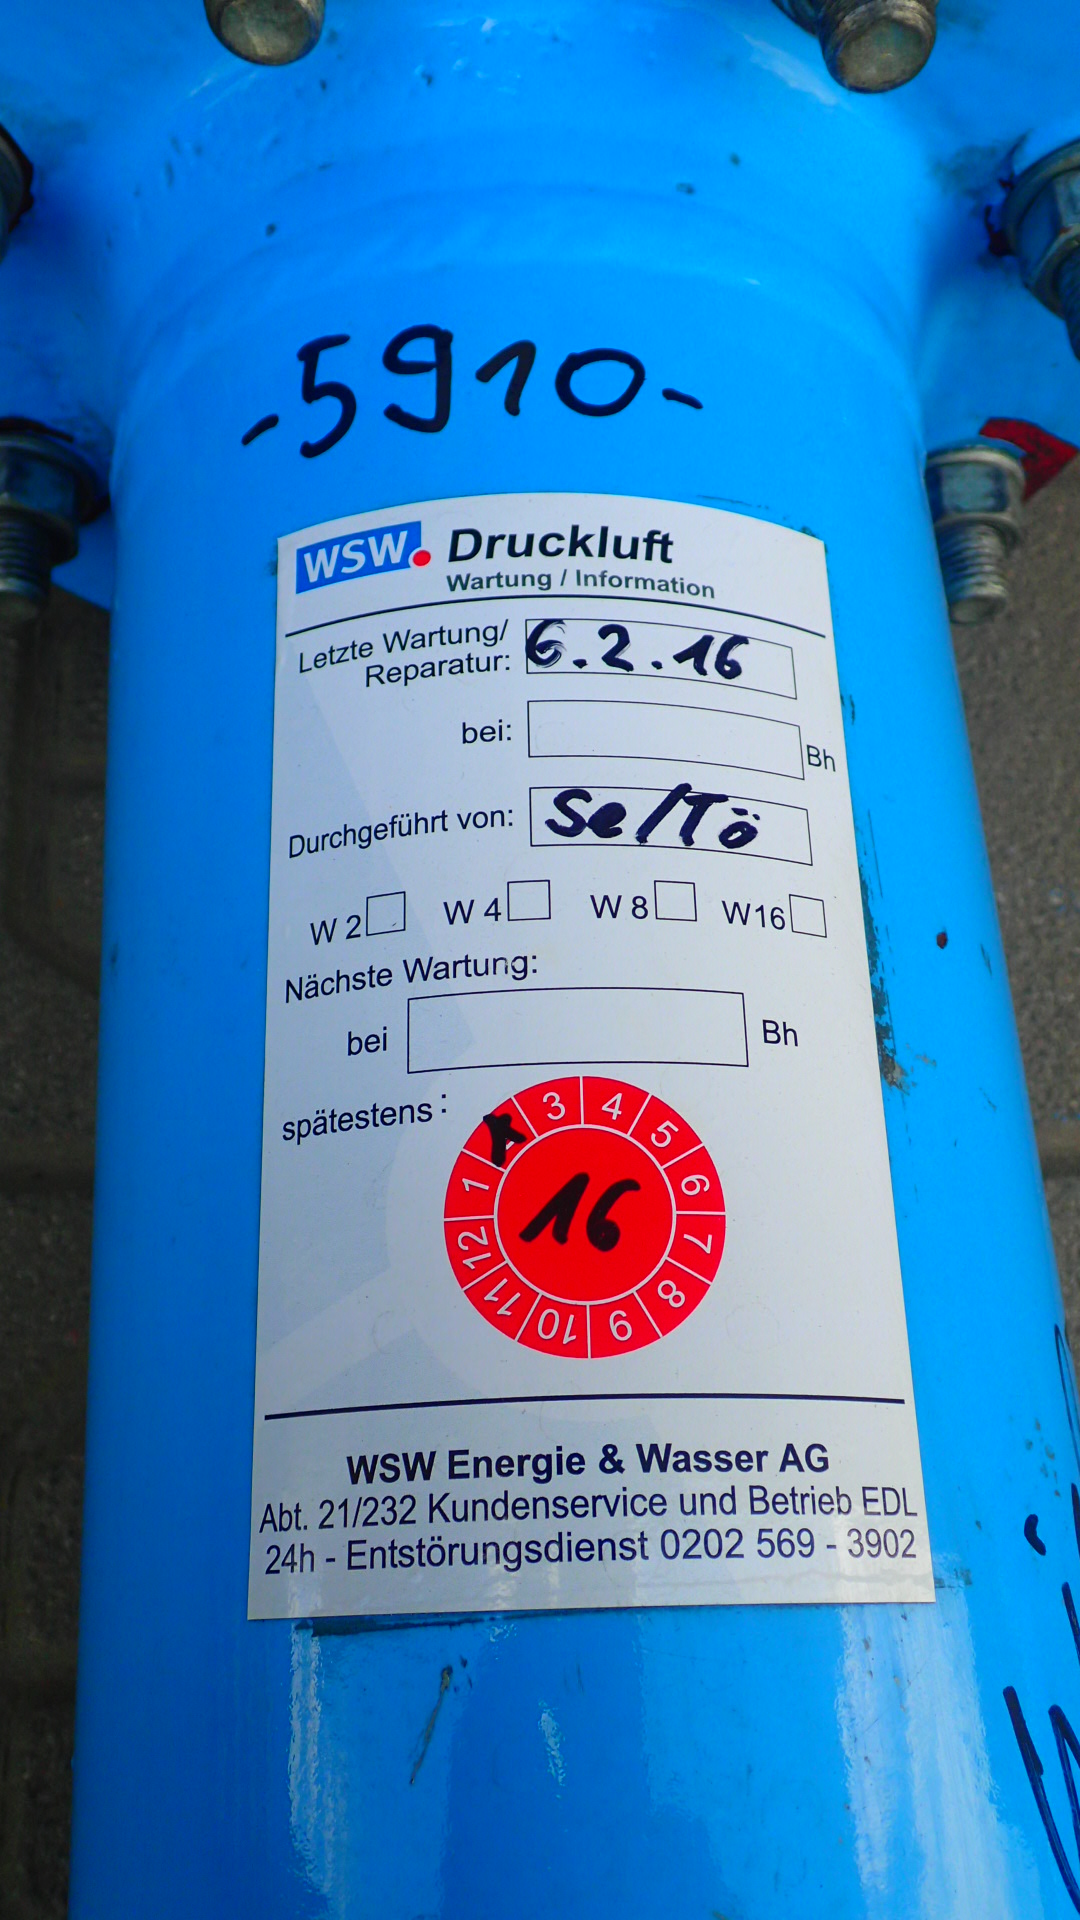 -5910-
WSW. Druckluft
Wartung / Information
Letzte Wartung/
Reparatur: 6.2.16
bei: Bh
Durchgeführt von: Se/Tö
W 2 W 4 W 8 W16
Nächste Wartung:
bei Bh
spätestens:
1 3 4 5 6 7 8 9 10 11 12
16
WSW Energie & Wasser AG
Abt. 21/232 Kundenservice und Betrieb EDL
24h - Entstörungsdienst 0202 569 - 3902